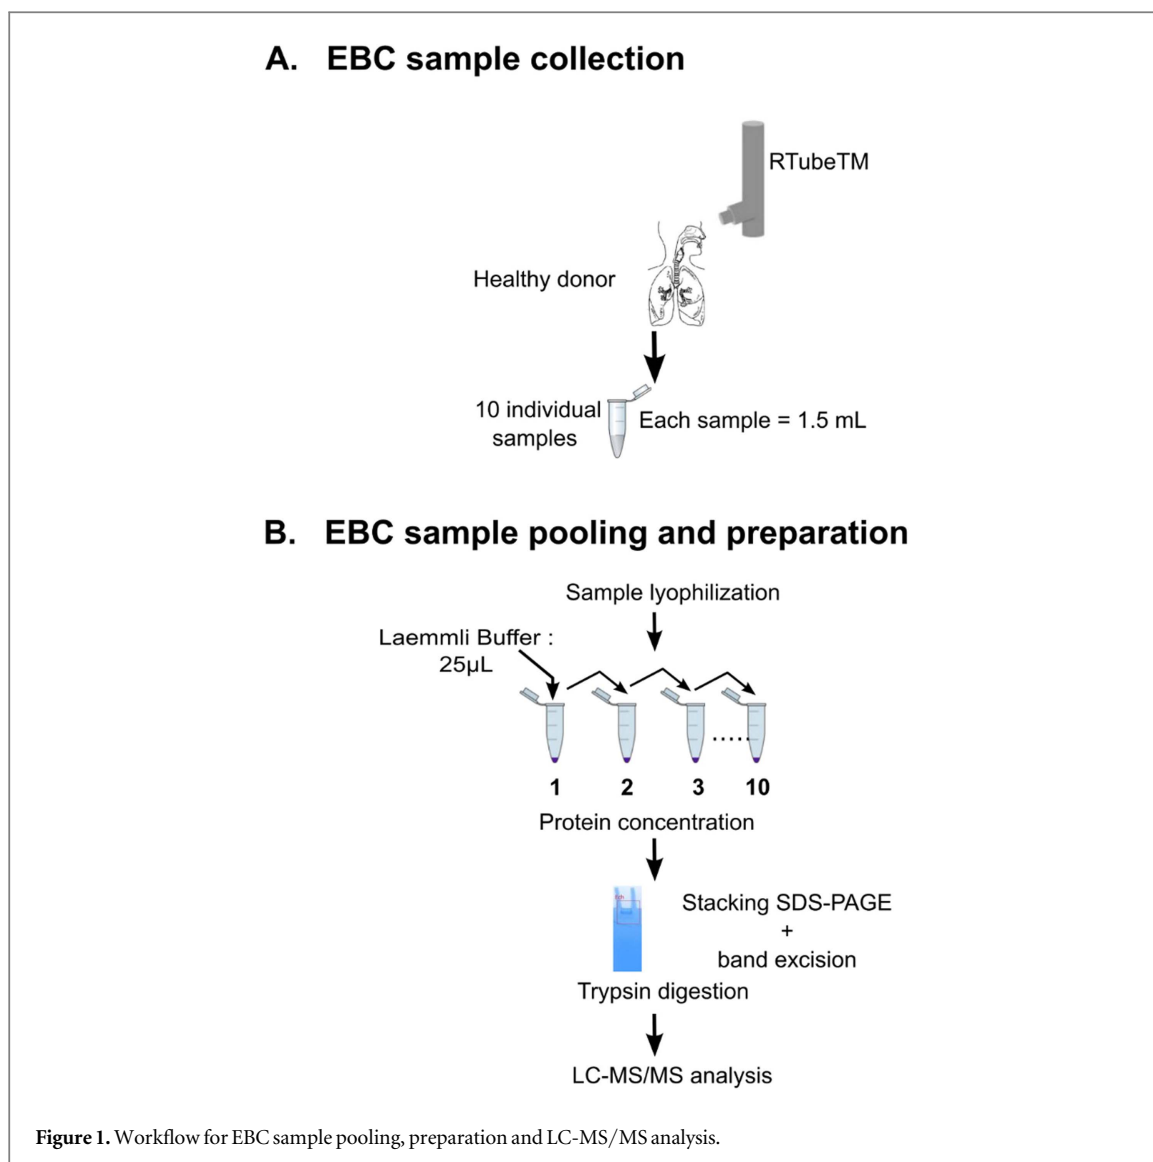 A. EBC sample collection
RTubeTM
Healthy donor
10 individual
samples
Each sample = 1.5 mL
B. EBC sample pooling and preparation
Sample lyophilization
Laemmli Buffer :
25µL
1 2 3 10
Protein concentration
Stacking SDS-PAGE
+
band excision
Trypsin digestion
LC-MS/MS analysis
Figure 1. Workflow for EBC sample pooling, preparation and LC-MS/MS analysis.